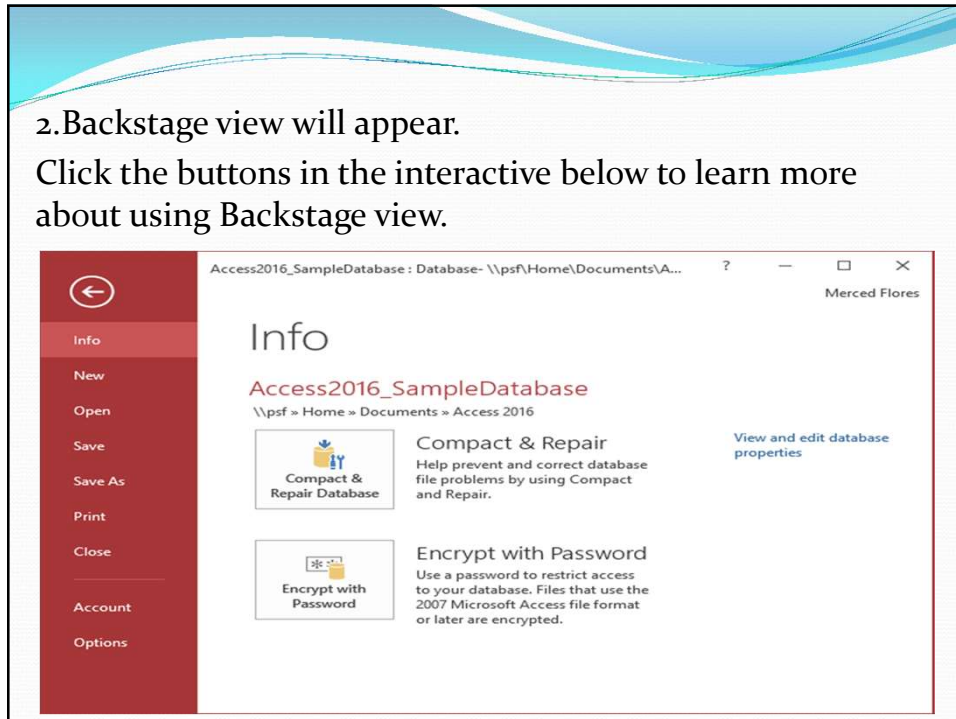 2.Backstage view will appear.
Click the buttons in the interactive below to learn more
about using Backstage view.
Access2016_SampleDatabase : Database- \\psf\Home\Documents\A...
?
Merced Flores
Info
New
Open
Save
Save As
Print
Close
Account
Options
Info
Access2016_SampleDatabase
\\psf » Home » Documents » Access 2016
Compact &
Repair Database
Compact & Repair
Help prevent and correct database
file problems by using Compact
and Repair.
View and edit database
properties
Encrypt with
Password
Encrypt with Password
Use a password to restrict access
to your database. Files that use the
2007 Microsoft Access file format
or later are encrypted.